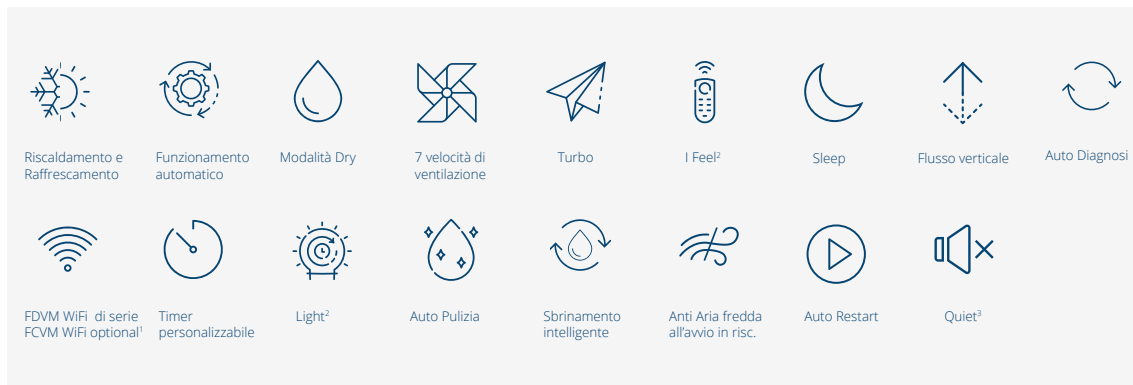 Riscaldamento e
Raffrescamento
Funzionamento
automatico
Modalità Dry
7 velocità di
ventilazione
Turbo
I Feel²
Sleep
Flusso verticale
Auto Diagnosi
FDVM WiFi di serie
FCVM WiFi optional¹
Timer
personalizzabile
Light²
Auto Pulizia
Sbrinamento
intelligente
Anti Aria fredda
all’avvio in risc.
Auto Restart
Quiet³